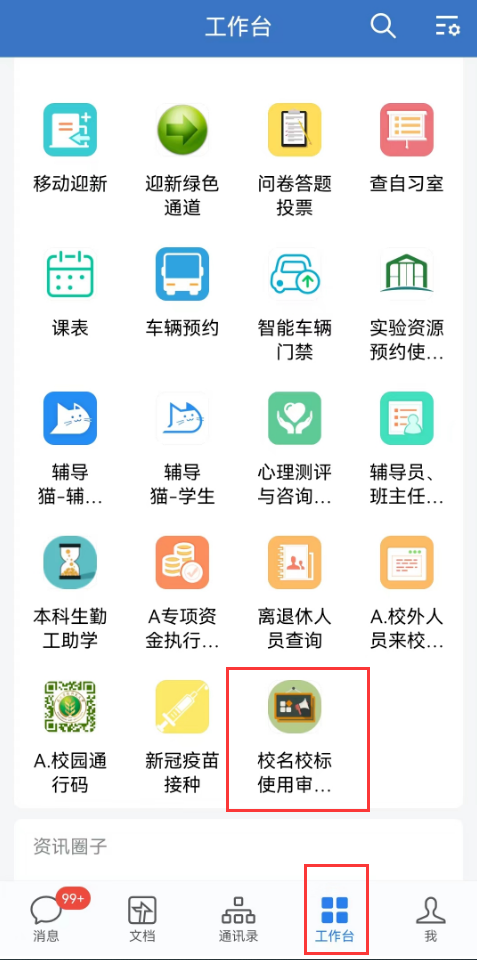 工作台
移动迎新
迎新绿色
通道
问卷答题
投票
查自习室
课表
车辆预约
智能车辆
门禁
实验资源
预约使...
辅导
猫-辅...
辅导
猫-学生
心理测评
与咨询...
辅导员、
班主任...
本科生勤
工助学
A专项资
金执行...
离退休人
员查询
A.校外人
员来校...
A.校园通
行码
新冠疫苗
接种
校名校标
使用审...
资讯圈子
99+
消息
文档
通讯录
工作台
我